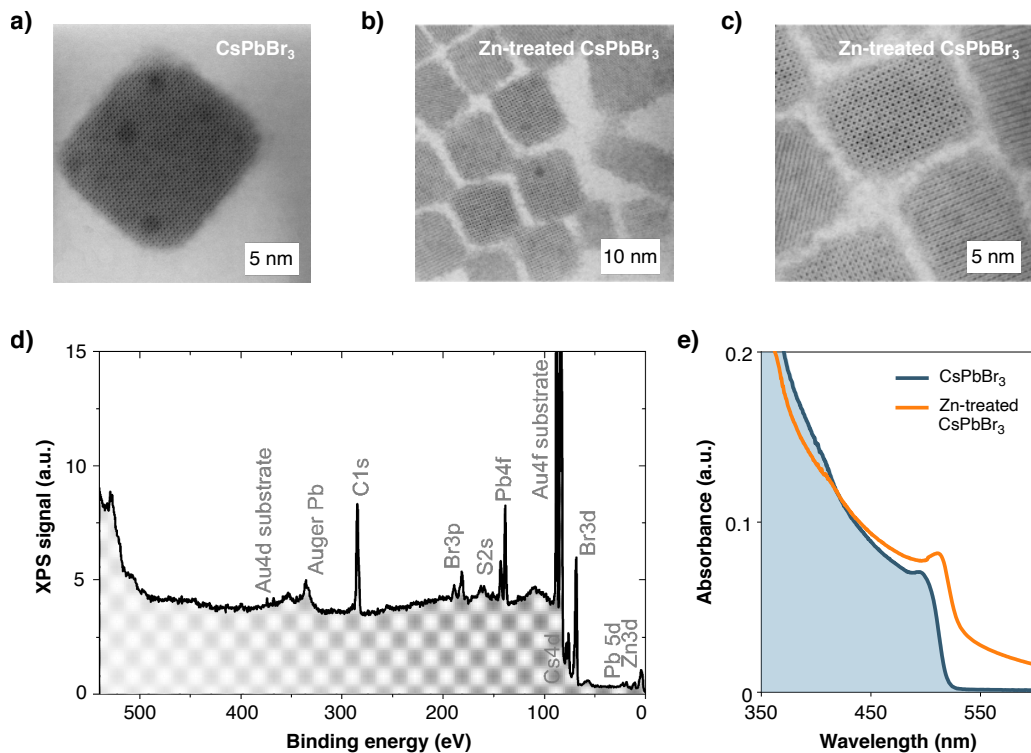 a)
CsPbBr₃
5 nm
b)
Zn-treated CsPbBr₃
10 nm
c)
Zn-treated CsPbBr₃
5 nm
d)
15
10
5
0
XPS signal (a.u.)
500
400
300
200
100
0
Binding energy (eV)
Au4d substrate
Auger Pb
C1s
Br3p
S2s
Pb4f
Au4f substrate
Cs4d
Br3d
Pb 5d
Zn3d
e)
0.2
0.1
0
Absorbance (a.u.)
350
450
550
Wavelength (nm)
CsPbBr₃
Zn-treated
CsPbBr₃